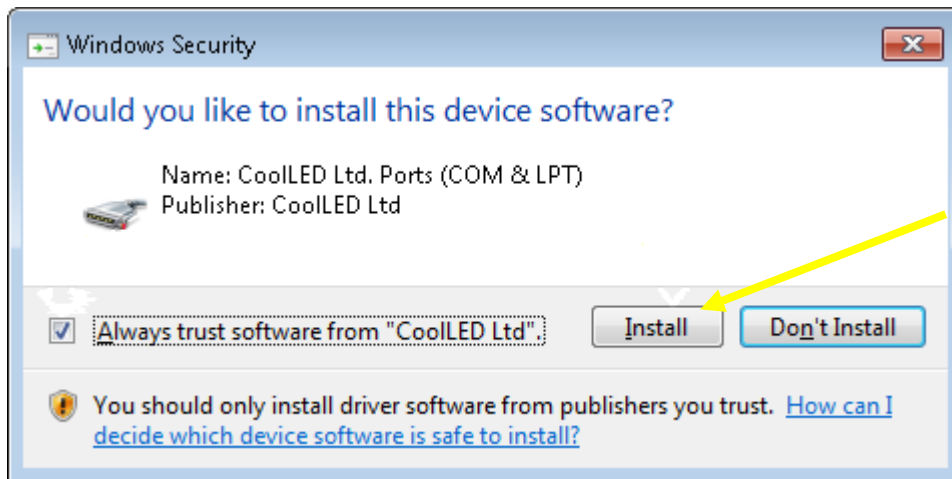 Windows Security
Would you like to install this device software?
Name: CoolLED Ltd. Ports (COM & LPT)
Publisher: CoolLED Ltd
Always trust software from "CoolLED Ltd".
Install
Don't Install
You should only install driver software from publishers you trust. How can I
decide which device software is safe to install?